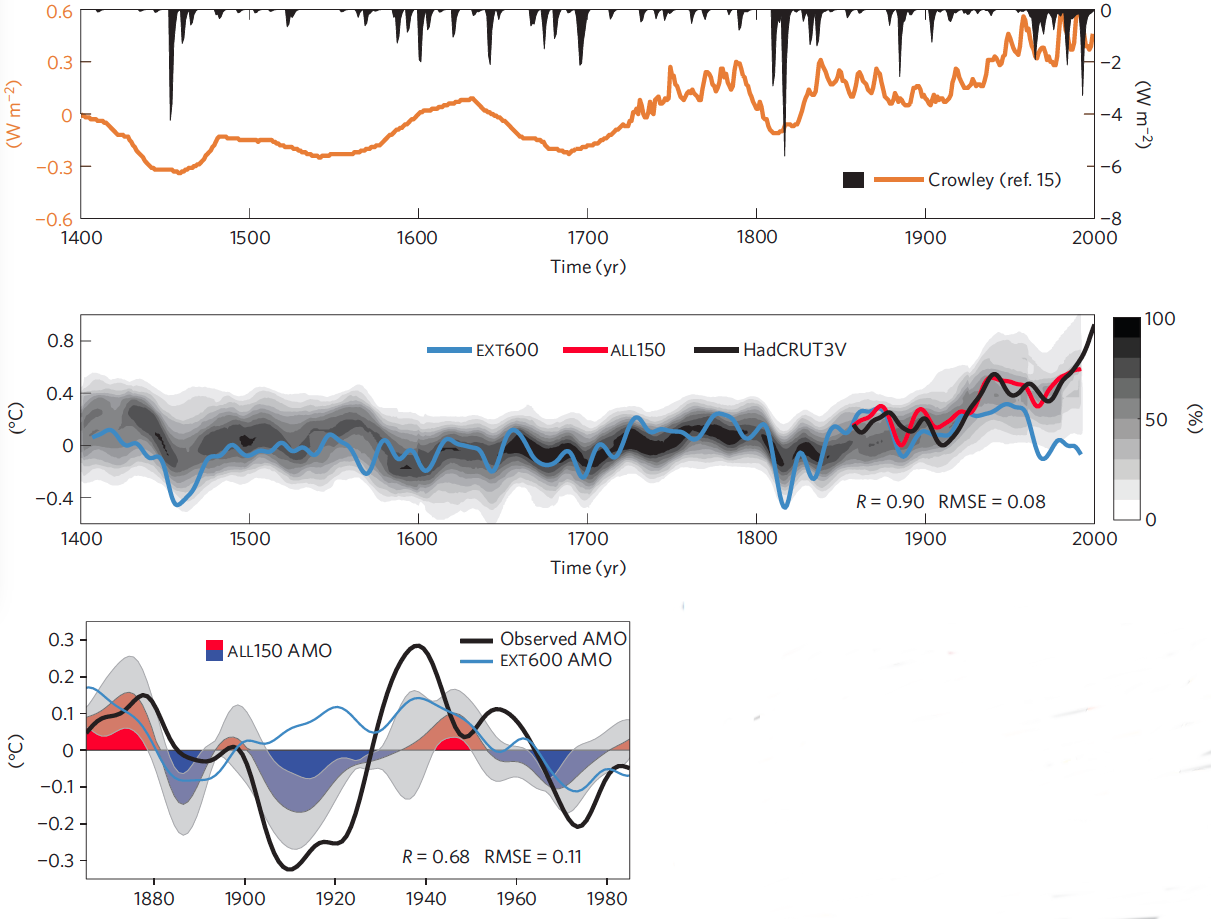 0.6
0.3
0
−0.3
−0.6
(W m−2)
0
−2
−4
−6
−8
(W m−2)
Crowley (ref. 15)
1400 1500 1600 1700 1800 1900 2000
Time (yr)
0.8
0.4
0
−0.4
(°C)
EXT600 ALL150 HadCRUT3V
R = 0.90 RMSE = 0.08
100
50
0
(%)
1400 1500 1600 1700 1800 1900 2000
Time (yr)
0.3
0.2
0.1
0
−0.1
−0.2
−0.3
(°C)
ALL150 AMO
Observed AMO
EXT600 AMO
R = 0.68 RMSE = 0.11
1880 1900 1920 1940 1960 1980